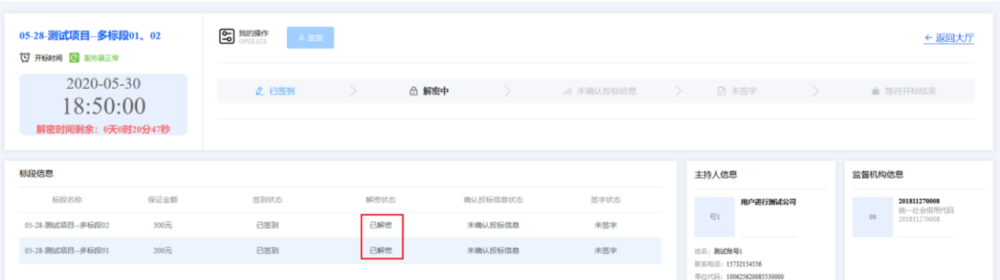 05-28-测试项目--多标段01、02
开标时间 服务器正常
2020-05-30
18:50:00
解密时间剩余：0天0时20分47秒
我的操作
OPERATE
签到
← 返回大厅
已签到 解密中 未确认投标信息 未签字 等待开标结束
标段信息
标段名称 保证金额 签到状态 解密状态 确认投标信息状态 签字状态
05-28-测试项目--多标段02 300元 已签到 已解密 未确认投标信息 未签字
05-28-测试项目--多标段01 200元 已签到 已解密 未确认投标信息 未签字
主持人信息
号1
用户进行测试公司
姓名：测试账号1
联系电话：15732154556
单位代码：100625620085530000
监督机构信息
08
201811270008
统一社会信用代码
201811270008